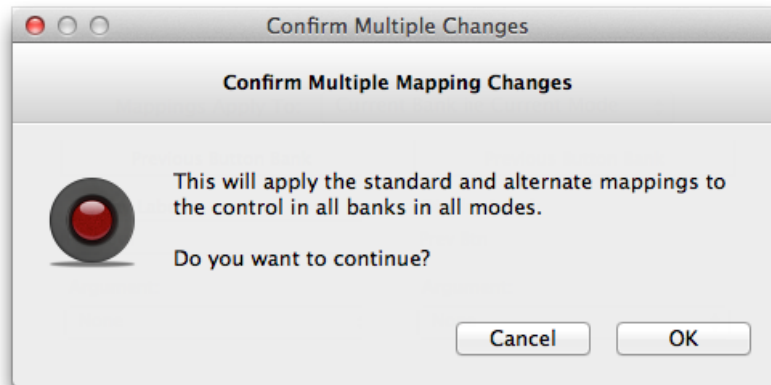 Confirm Multiple Changes
Confirm Multiple Mapping Changes
This will apply the standard and alternate mappings to
the control in all banks in all modes.
Do you want to continue?
Cancel
OK